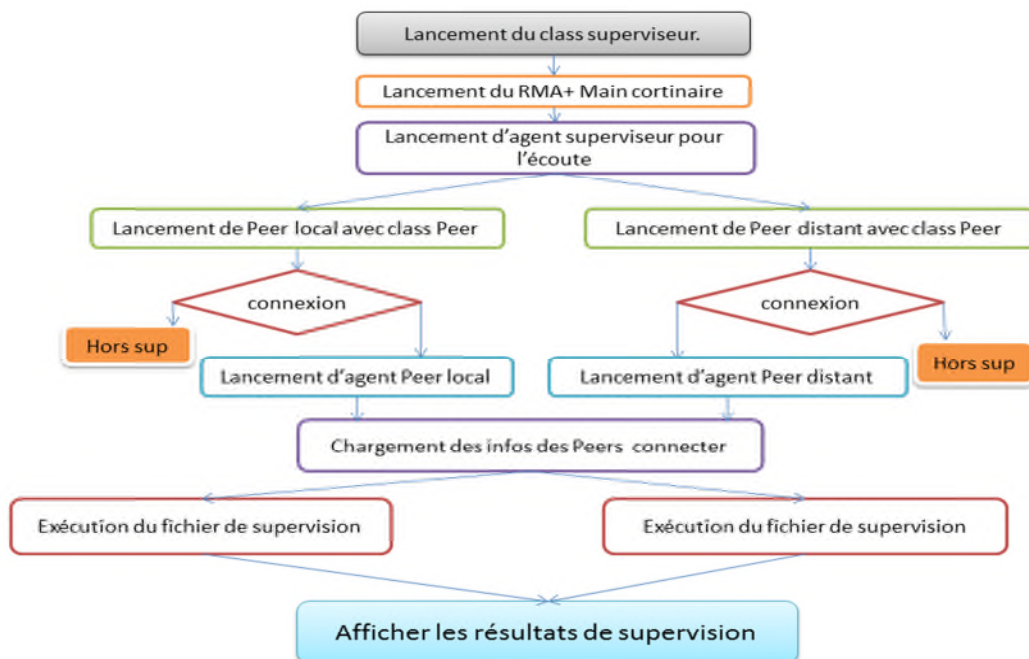 Lancement du class superviseur.
Lancement du RMA+ Main cortinaire
Lancement d'agent superviseur pour
l'écoute
Lancement de Peer local avec class Peer
Lancement de Peer distant avec class Peer
connexion
connexion
Hors sup
Hors sup
Lancement d'agent Peer local
Lancement d'agent Peer distant
Chargement des infos des Peers connecter
Exécution du fichier de supervision
Exécution du fichier de supervision
Afficher les résultats de supervision